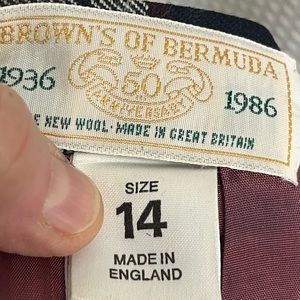 BROWN'S OF BERMUDA
1936 50 1986
ANNIVERSARY
NEW WOOL · MADE IN GREAT BRITAIN
SIZE
14
MADE IN
ENGLAND